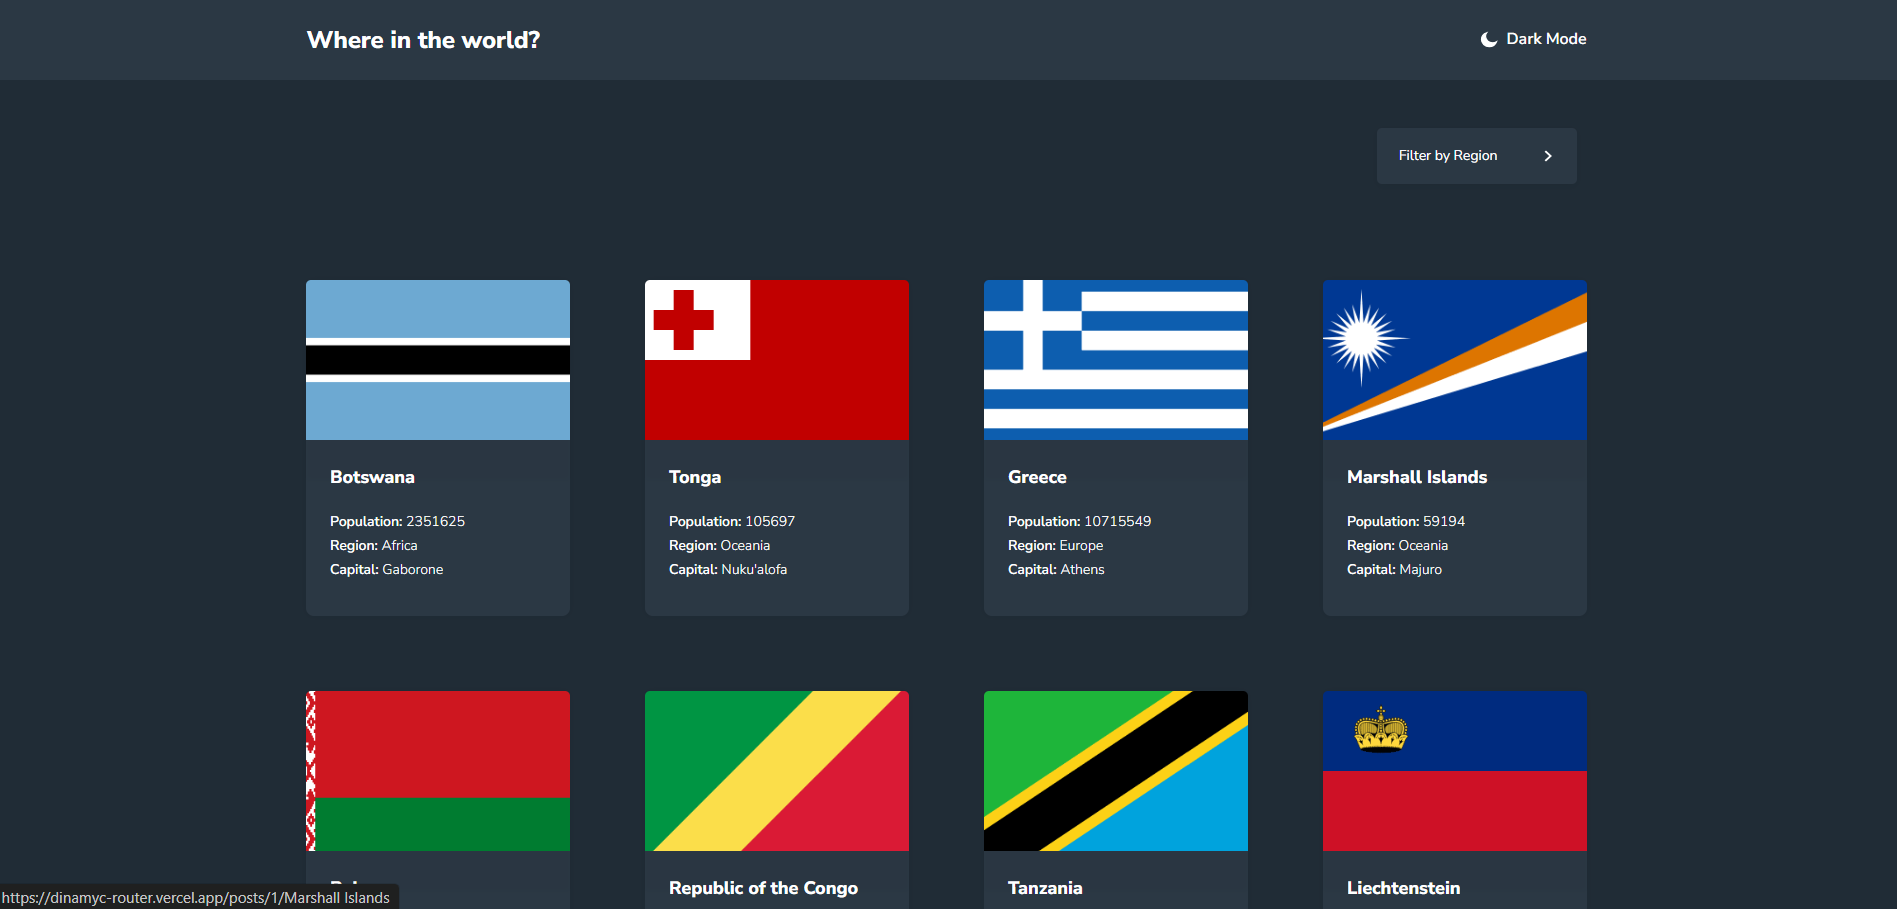 Where in the world?
Dark Mode
Filter by Region
Botswana
Population: 2351625
Region: Africa
Capital: Gaborone
Tonga
Population: 105697
Region: Oceania
Capital: Nuku'alofa
Greece
Population: 10715549
Region: Europe
Capital: Athens
Marshall Islands
Population: 59194
Region: Oceania
Capital: Majuro
Republic of the Congo
Tanzania
Liechtenstein
https://dinamyc-router.vercel.app/posts/1/Marshall Islands